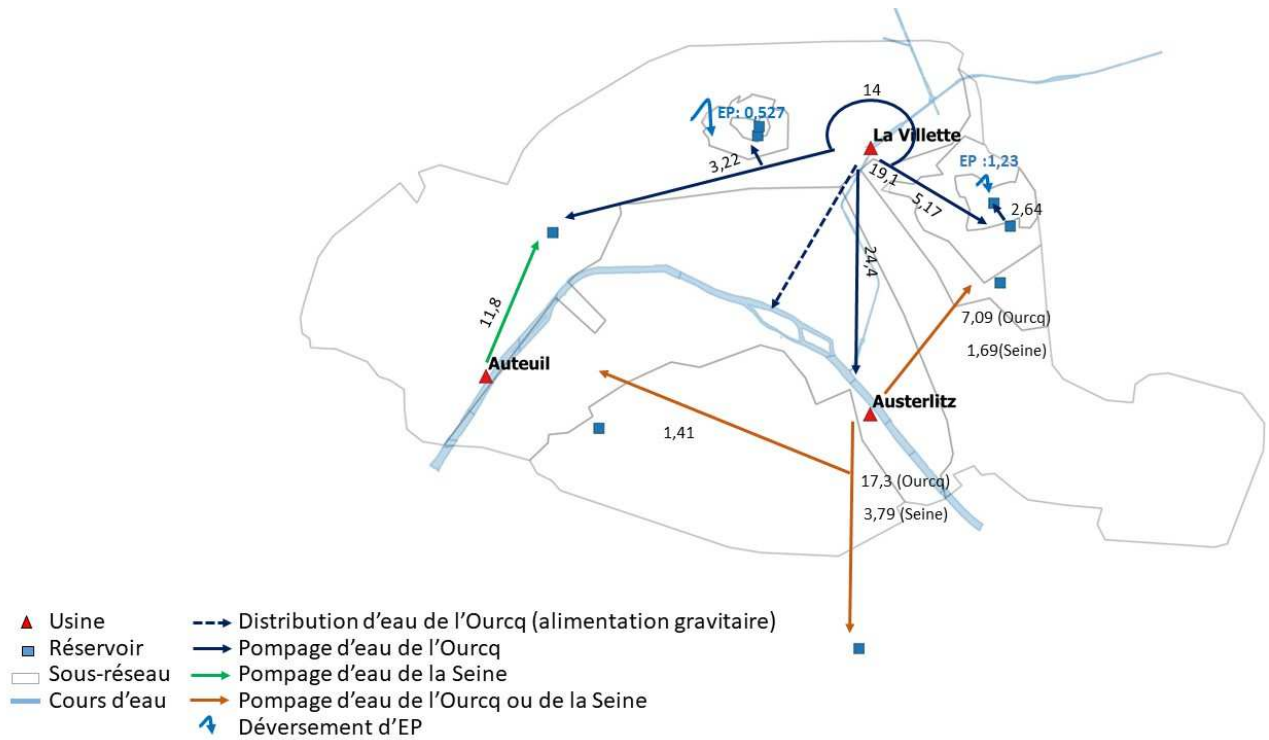 14
EP: 0,527
La Villette
3,22
19,1
EP :1,23
5,17
2,64
24,4
11,8
7,09 (Ourcq)
1,69(Seine)
Auteuil
Austerlitz
1,41
17,3 (Ourcq)
3,79 (Seine)
Usine
Distribution d'eau de l'Ourcq (alimentation gravitaire)
Réservoir
Pompage d'eau de l'Ourcq
Sous-réseau
Pompage d'eau de la Seine
Cours d'eau
Pompage d'eau de l'Ourcq ou de la Seine
Déversement d'EP